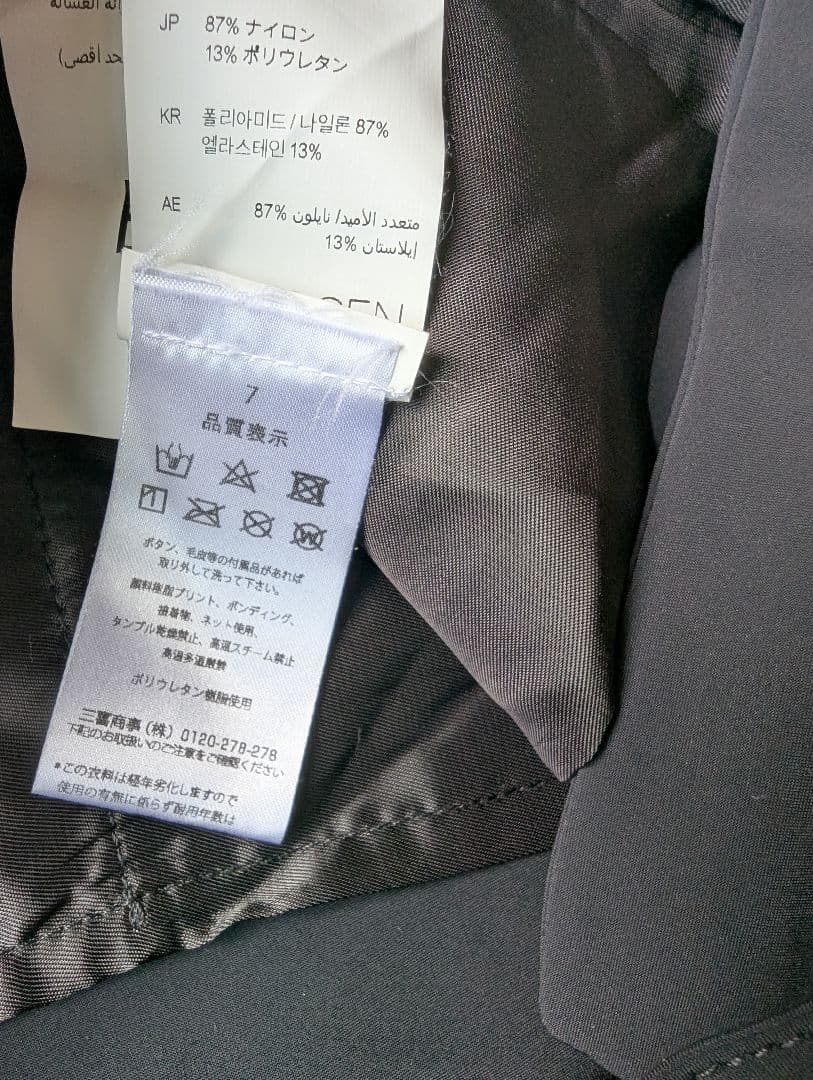 انة الغسالة
حد أقصى)
JP 87% ナイロン
13% ポリウレタン
KR 폴리아미드 / 나일론 87%
엘라스테인 13%
AE متعدد الأميد/ نايلون %87
إيلاستان %13
7
品質表示
ボタン、毛皮等の付属品があれば
取り外して洗って下さい。
顔料樹脂プリント、ボンディング、
接着物、ネット使用、
タンブル乾燥禁止、高温スチーム禁止
高温多湿厳禁
ポリウレタン樹脂使用
三喜商事(株) 0120-278-278
下記のお取扱いのご注意をご確認ください
*この衣料は経年劣化しますので
使用の有無に係らず耐用年数は